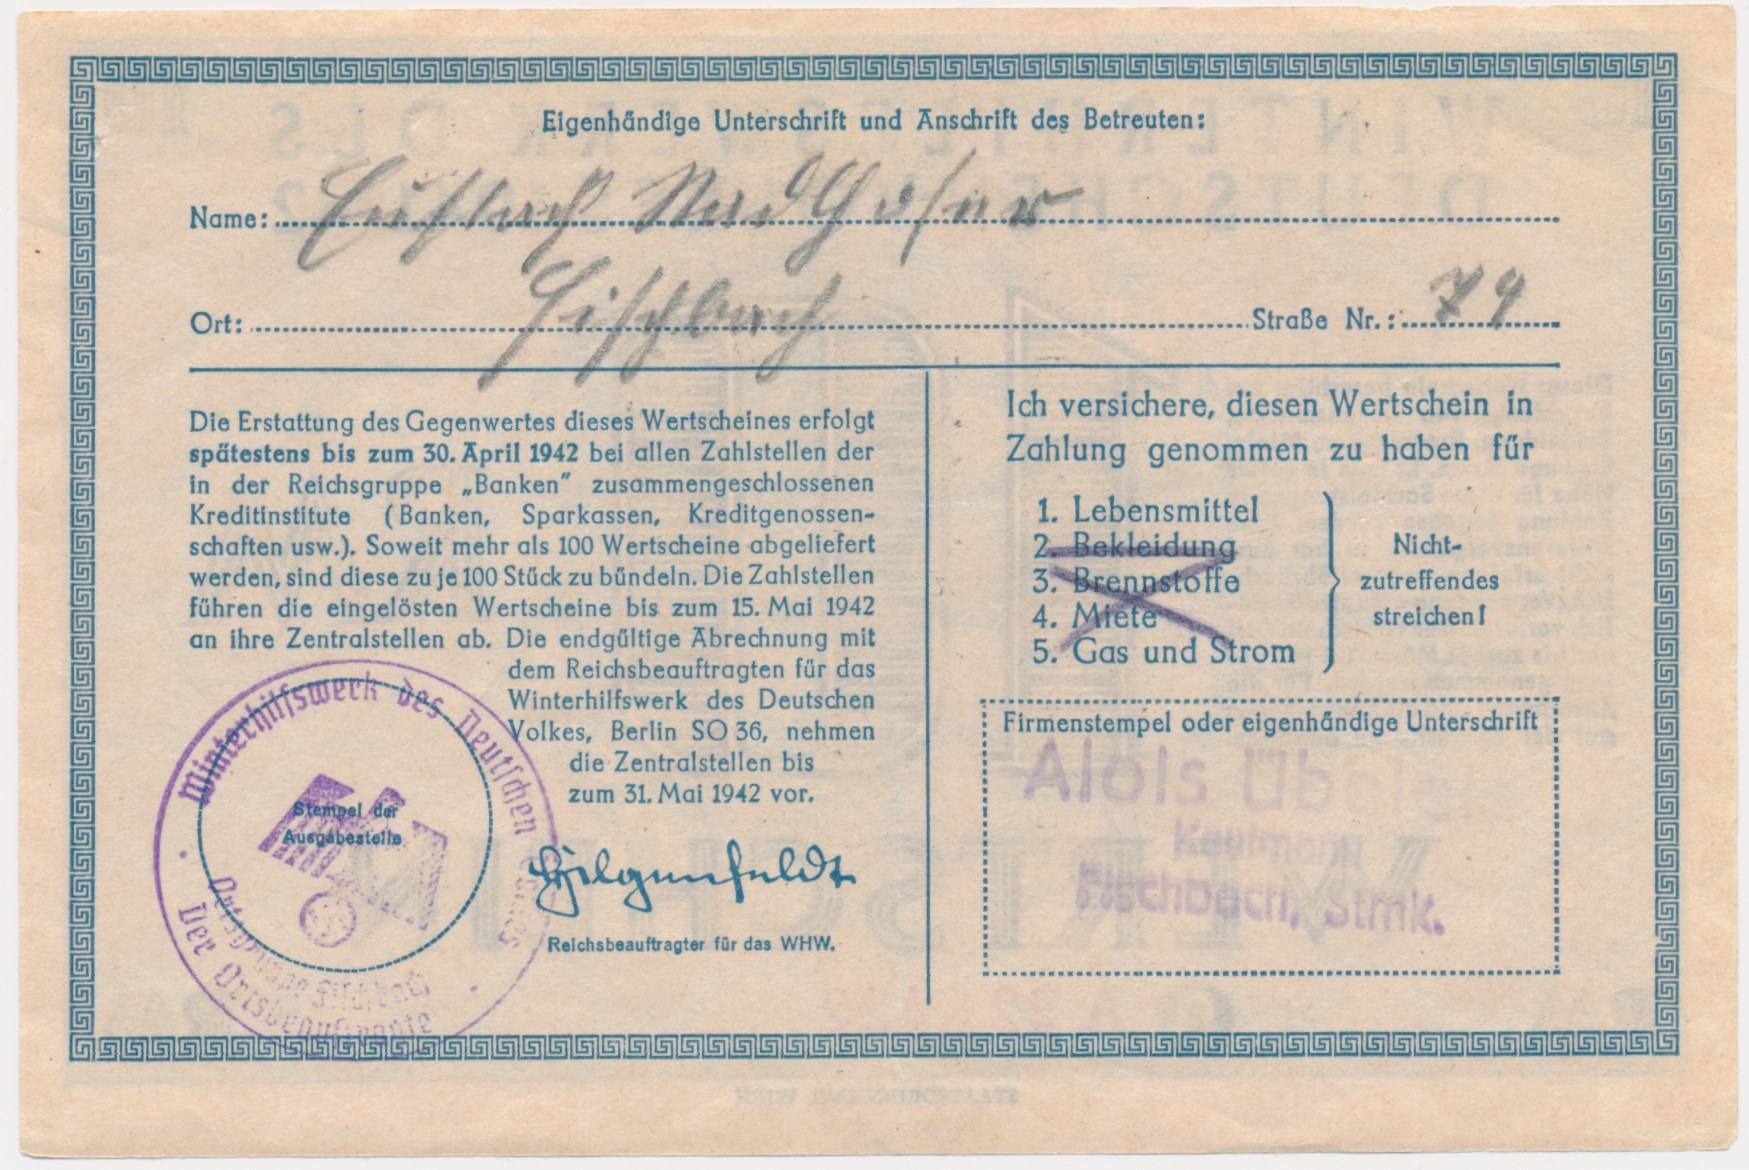 Eigenhändige Unterschrift und Anschrift des Betreuten:
Name: Eustach
Ort: Fischbach Straße Nr.: 79
Die Erstattung des Gegenwertes dieses Wertscheines erfolgt
spätestens bis zum 30. April 1942 bei allen Zahlstellen der
in der Reichsgruppe „Banken” zusammengeschlossenen
Kreditinstitute (Banken, Sparkassen, Kreditgenossen-
schaften usw.). Soweit mehr als 100 Wertscheine abgeliefert
werden, sind diese zu je 100 Stück zu bündeln. Die Zahlstellen
führen die eingelösten Wertscheine bis zum 15. Mai 1942
an ihre Zentralstellen ab. Die endgültige Abrechnung mit
dem Reichsbeauftragten für das
Winterhilfswerk des Deutschen
Volkes, Berlin SO 36, nehmen
die Zentralstellen bis
zum 31. Mai 1942 vor.
Hilgenfeldt
Reichsbeauftragter für das WHW.
Winterhilfswerk des Deutschen Volkes
Stempel der
Ausgabestelle
Ortsgruppe Fischbach
Der Ortsbeauftragte
Ich versichere, diesen Wertschein in
Zahlung genommen zu haben für
1. Lebensmittel
2. Bekleidung
3. Brennstoffe
4. Miete
5. Gas und Strom
Nicht-
zutreffendes
streichen!
Firmenstempel oder eigenhändige Unterschrift
Alois
Kaufmann
Fischbach, Stmk.